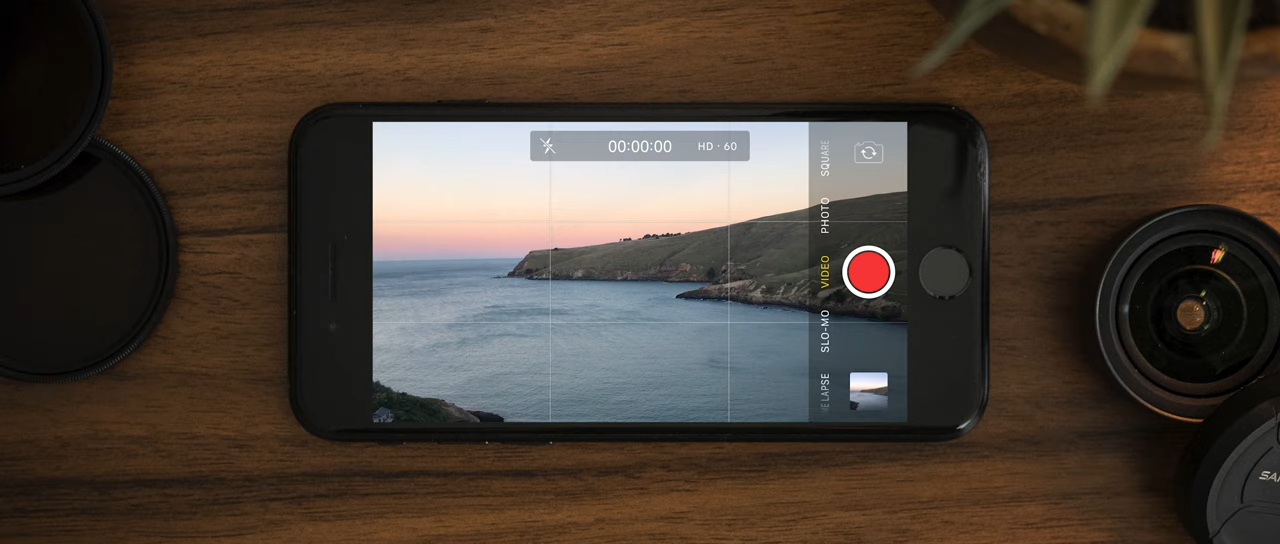 00:00:00 HD · 60
SQUARE
PHOTO
VIDEO
SLO-MO
LAPSE